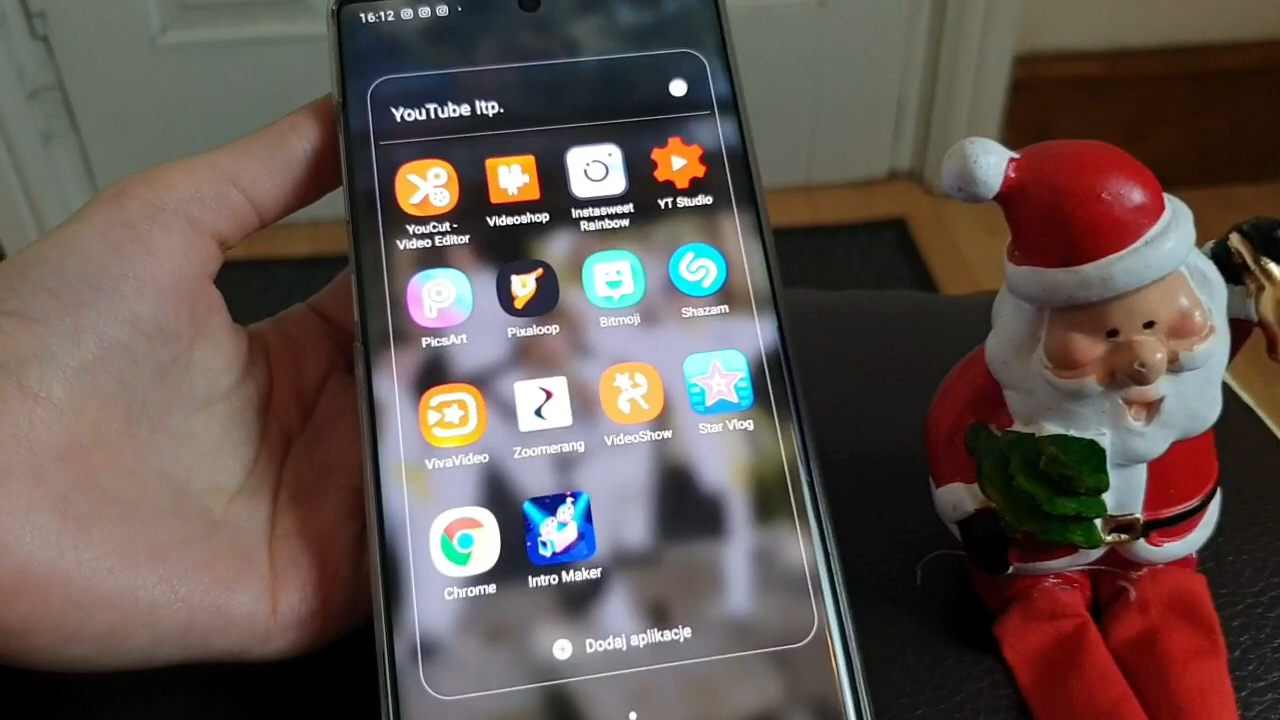 16:12
YouTube Itp.
YouCut -
Video Editor
Videoshop
Instasweet
Rainbow
YT Studio
PicsArt
Pixaloop
Bitmoji
Shazam
VivaVideo
Zoomerang
VideoShow
Star Vlog
Chrome
Intro Maker
Dodaj aplikacje